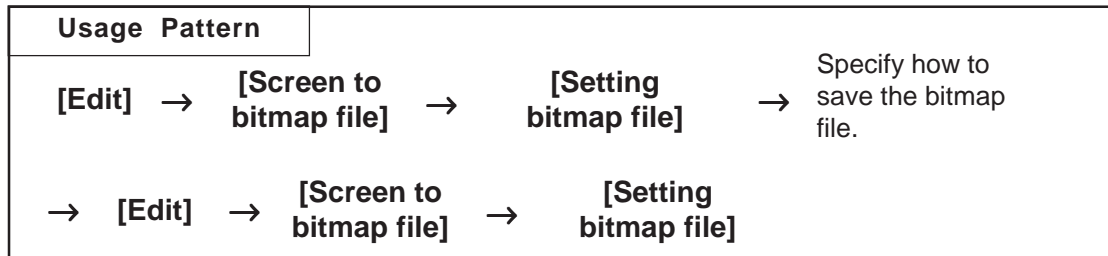 Usage Pattern
[Edit] → [Screen to bitmap file] → [Setting bitmap file] → Specify how to save the bitmap file.
→ [Edit] → [Screen to bitmap file] → [Setting bitmap file]